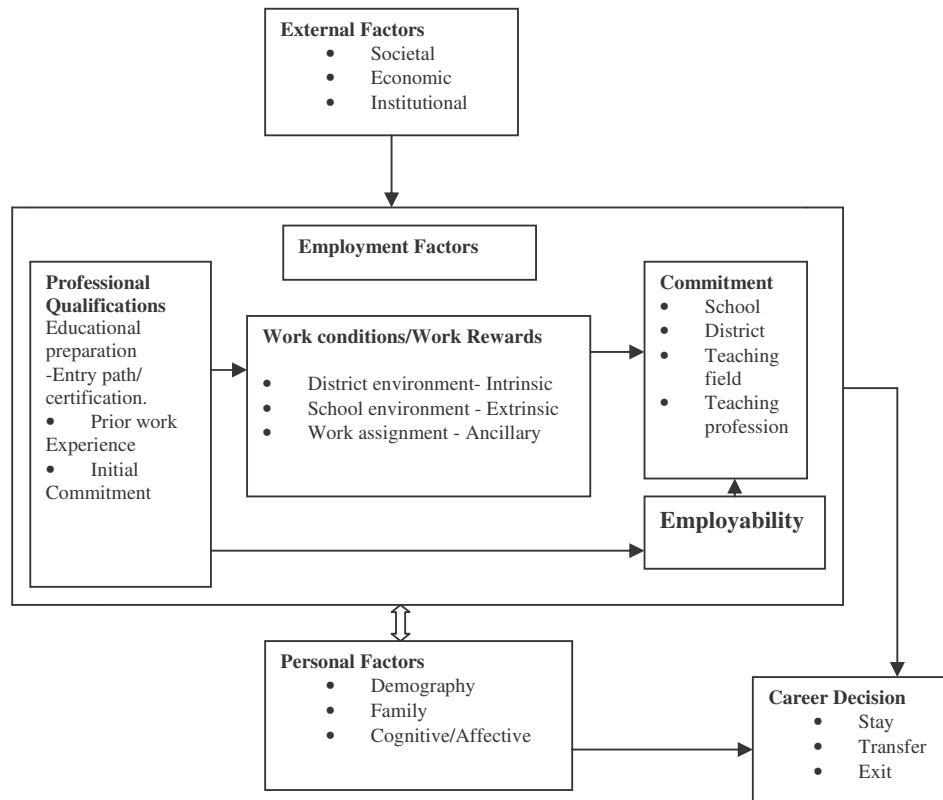 External Factors
• Societal
• Economic
• Institutional
Employment Factors
Professional
Qualifications
Educational
preparation
-Entry path/
certification.
• Prior work
Experience
• Initial
Commitment
Work conditions/Work Rewards
• District environment- Intrinsic
• School environment - Extrinsic
• Work assignment - Ancillary
Commitment
• School
• District
• Teaching
field
• Teaching
profession
Employability
Personal Factors
• Demography
• Family
• Cognitive/Affective
Career Decision
• Stay
• Transfer
• Exit